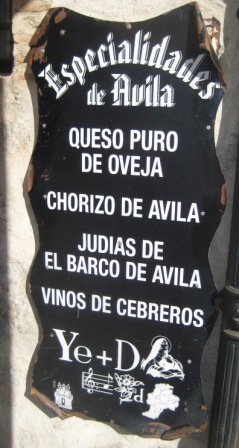 Especialidades
de Avila
QUESO PURO
DE OVEJA
CHORIZO DE AVILA
JUDIAS DE
EL BARCO DE AVILA
VINOS DE CEBREROS
Ye+D
d